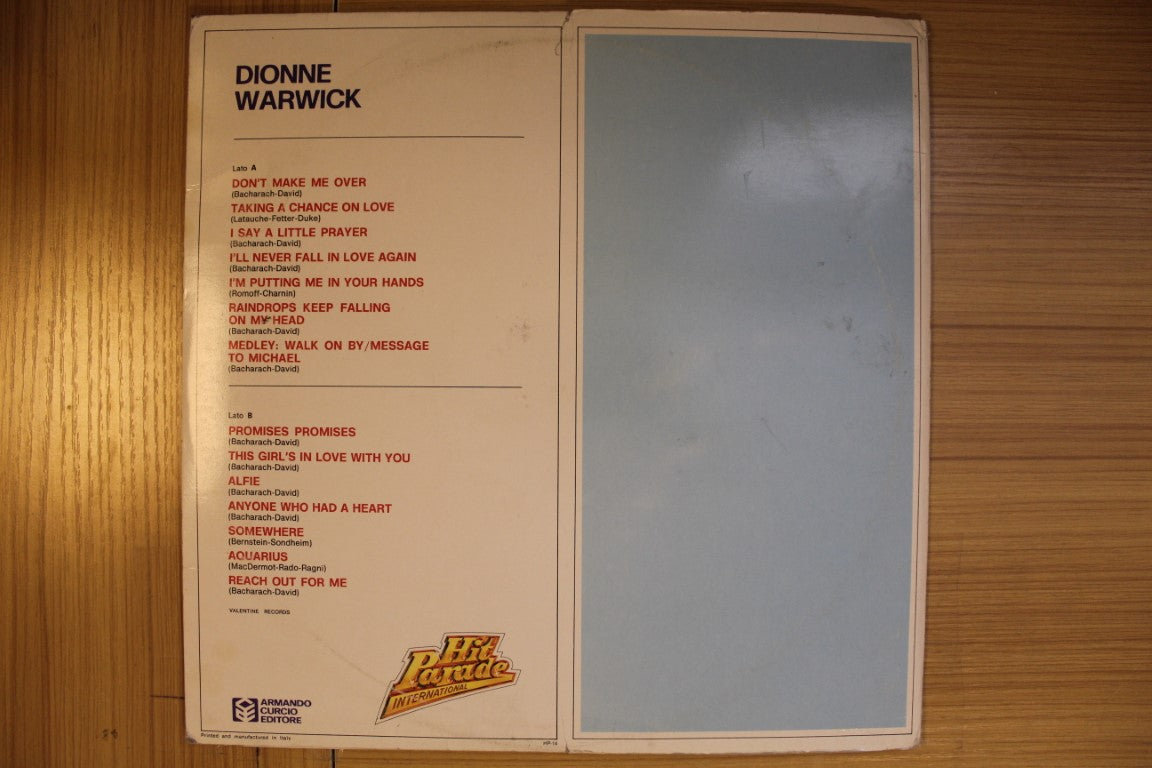 DIONNE
WARWICK
Lato A
DON'T MAKE ME OVER
(Bacharach-David)
TAKING A CHANCE ON LOVE
(Latauche-Fetter-Duke)
I SAY A LITTLE PRAYER
(Bacharach-David)
I'LL NEVER FALL IN LOVE AGAIN
(Bacharach-David)
I'M PUTTING ME IN YOUR HANDS
(Romoff-Charnin)
RAINDROPS KEEP FALLING
ON MY HEAD
(Bacharach-David)
MEDLEY: WALK ON BY/MESSAGE
TO MICHAEL
(Bacharach-David)
Lato B
PROMISES PROMISES
(Bacharach-David)
THIS GIRL'S IN LOVE WITH YOU
(Bacharach-David)
ALFIE
(Bacharach-David)
ANYONE WHO HAD A HEART
(Bacharach-David)
SOMEWHERE
(Bernstein-Sondheim)
AQUARIUS
(MacDermot-Rado-Ragni)
REACH OUT FOR ME
(Bacharach-David)
VALENTINE RECORDS
Hit
Parade
INTERNATIONAL
ARMANDO
CURCIO
EDITORE
Printed and manufactured in Italy
HP-14